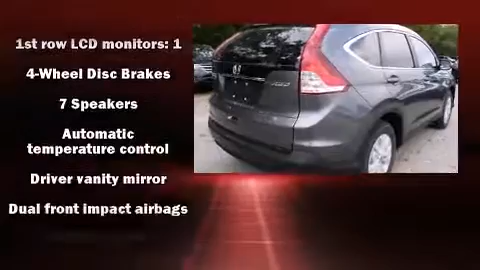 1st row LCD monitors: 1
4-Wheel Disc Brakes
7 Speakers
Automatic
temperature control
Driver vanity mirror
Dual front impact airbags